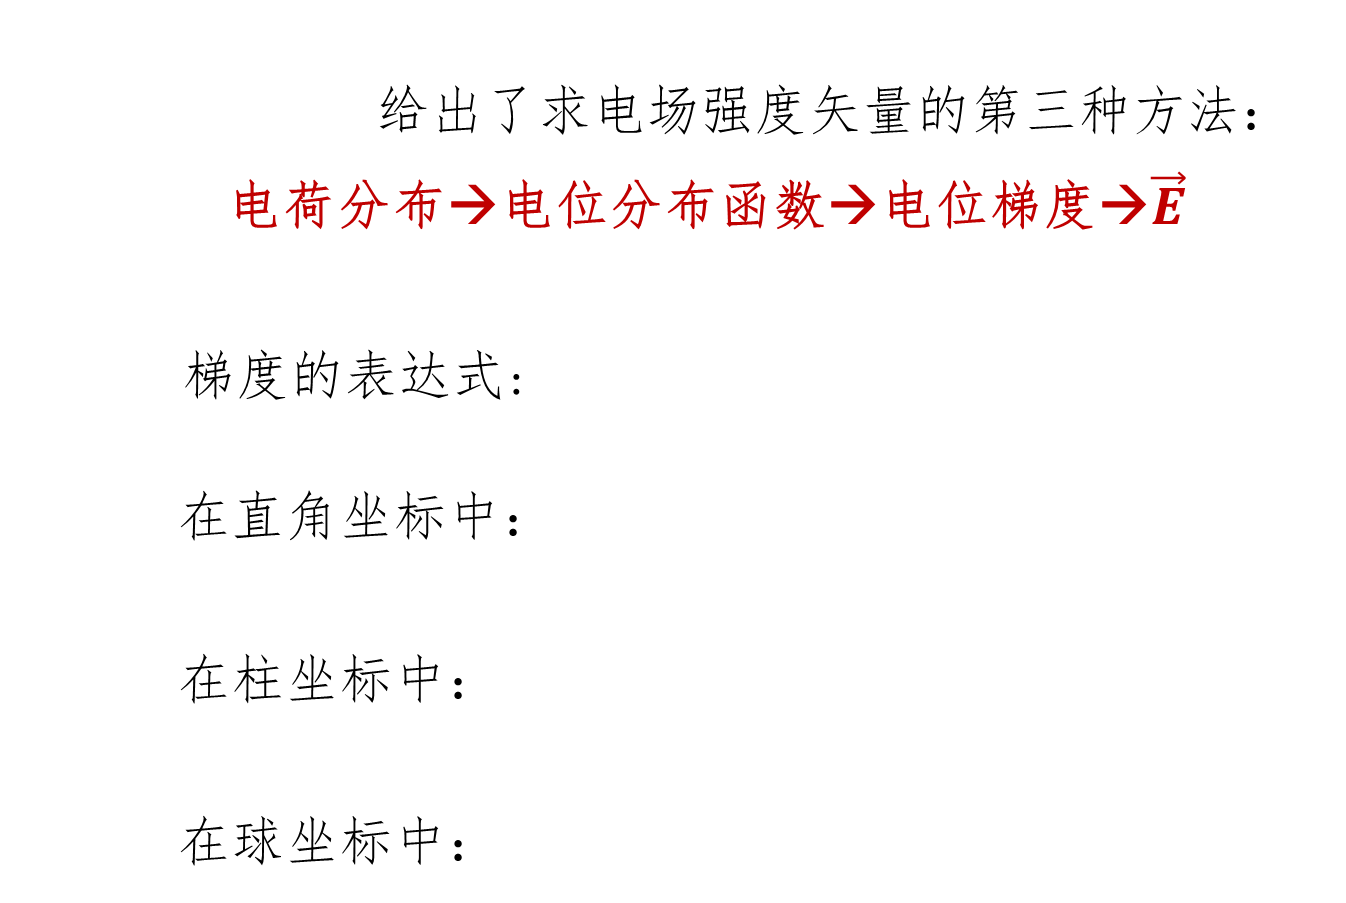 给出了求电场强度矢量的第三种方法：
电荷分布→电位分布函数→电位梯度→$\vec{E}$
梯度的表达式:
在直角坐标中：
在柱坐标中：
在球坐标中：